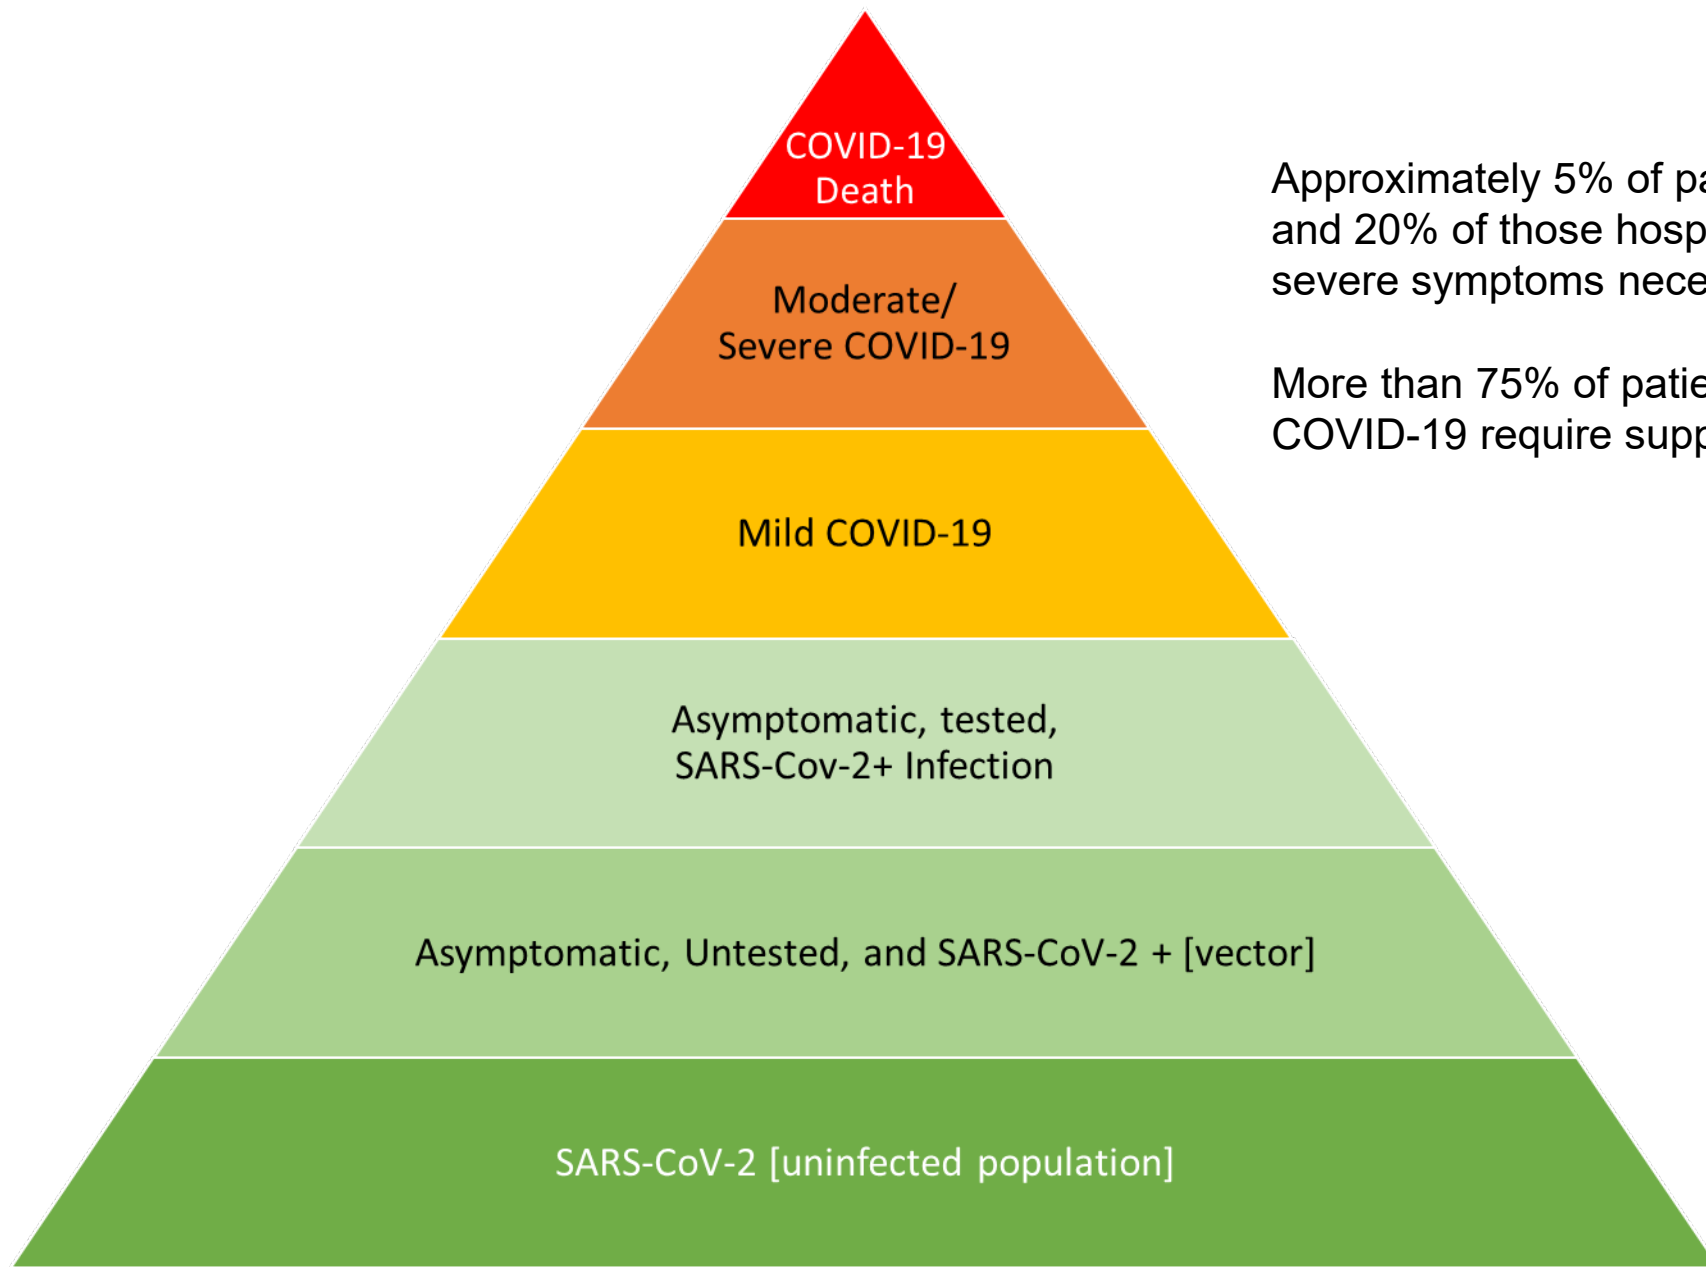 COVID-19
Death
Moderate/
Severe COVID-19
Mild COVID-19
Asymptomatic, tested,
SARS-Cov-2+ Infection
Asymptomatic, Untested, and SARS-CoV-2 + [vector]
SARS-CoV-2 [uninfected population]
Approximately 5% of
and 20% of those
severe symptoms
More than 75% of
COVID-19 require